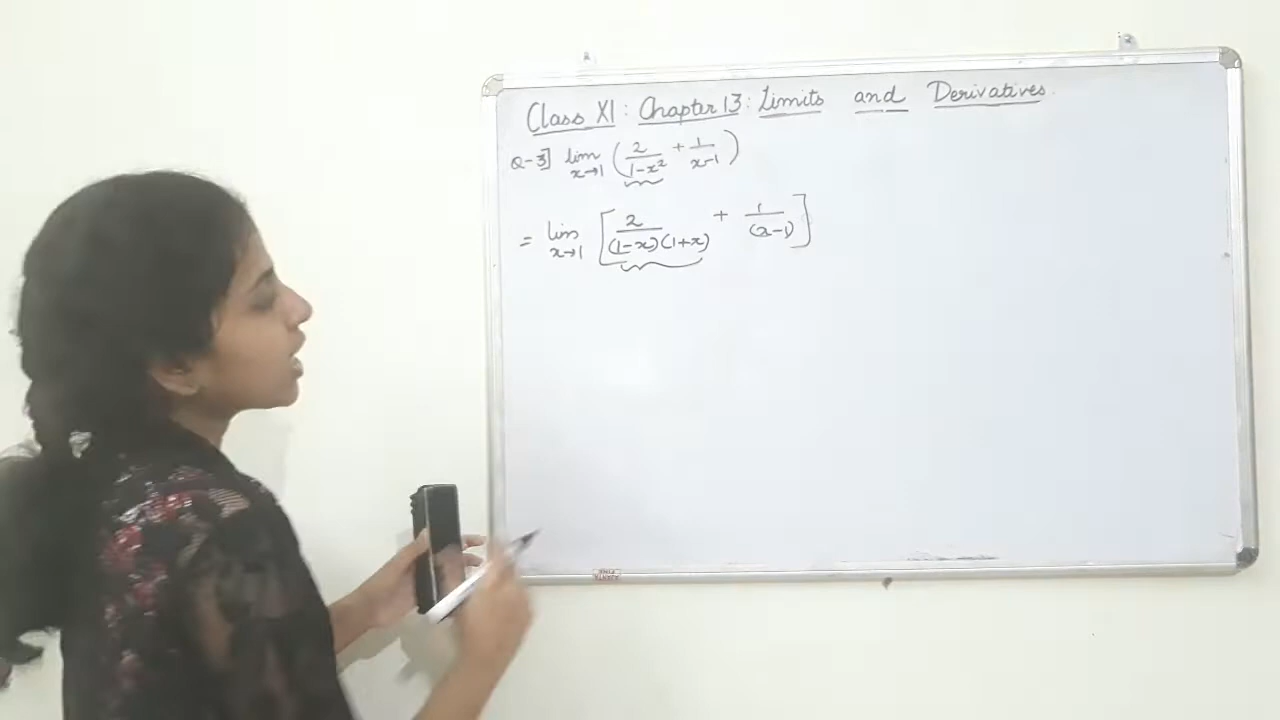 Class XI : Chapter 13 : Limits and Derivatives.
Q-3] lim x→1 (2/(1-x²) + 1/(x-1))
= lim x→1 [2/((1-x)(1+x)) + 1/(x-1)]